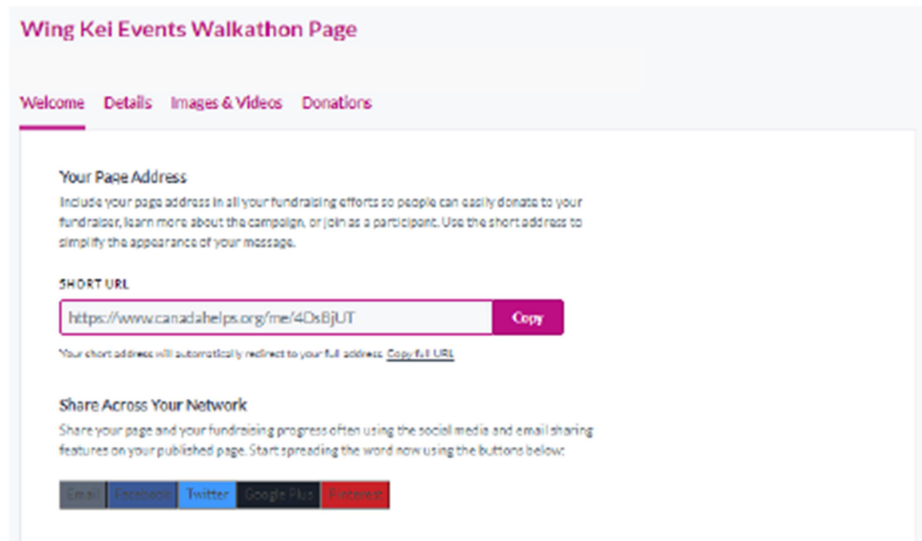 Wing Kei Events Walkathon Page
Welcome Details Images & Videos Donations
Your Page Address
Include your page address in all your fundraising efforts so people can easily donate to your
fundraiser, learn more about the campaign, or join as a participant. Use the short address to
simplify the appearance of your message.
SHORT URL
https://www.canadahelps.org/me/4DsBjUT Copy
Your short address will automatically redirect to your full address. Copy full URL
Share Across Your Network
Share your page and your fundraising progress often using the social media and email sharing
features on your published page. Start spreading the word now using the buttons below:
Email Facebook Twitter Google Plus Pinterest